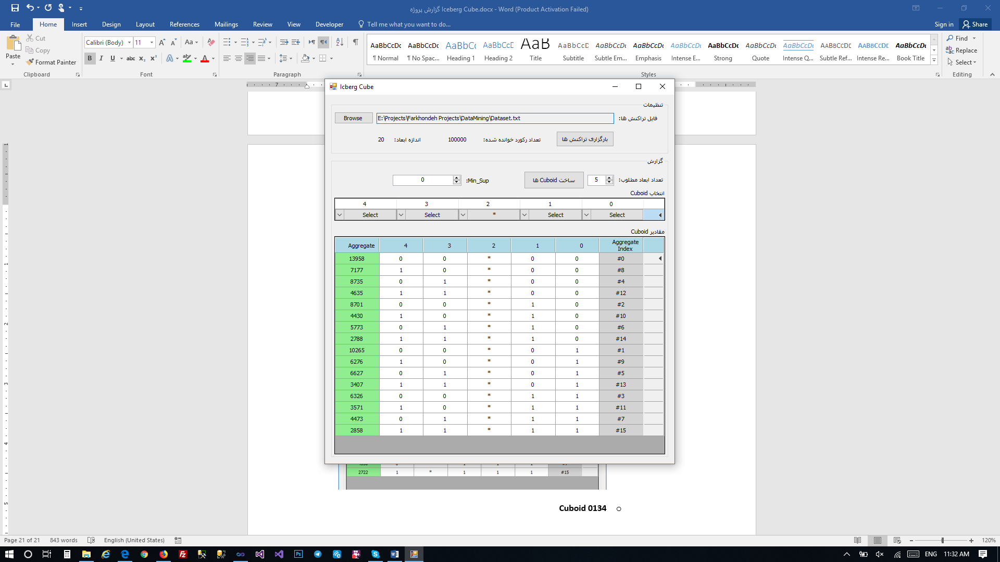 گزارش پروژه Iceberg Cube.docx - Word (Product Activation Failed)
File Home Insert Design Layout References Mailings Review View Developer Tell me what you want to do... Sign in Share
Paste Cut Copy Format Painter Clipboard
Calibri (Body) 11 Aa B I U abc x₂ x² A A Font
Paragraph
AaBbCcDc AaBbCcDc AaBbC AaBbCcD AaB AaBbCcD AaBbCcDc AaBbCcDc AaBbCcDc AaBbCcDc AaBbCcDc AaBbCcDc AABBCCDD AABBCCDD AaBbCcDc
¶ Normal ¶ No Spac... Heading 1 Heading 2 Title Subtitle Subtle Em... Emphasis Intense E... Strong Quote Intense Q... Subtle Ref... Intense Re... Book Title
Styles
Find Replace Select Editing
Icberg Cube
تنظیمات
فایل تراکنش ها: E:\Projects\Farkhondeh Projects\DataMining\Dataset.txt Browse
بارگزاری تراکنش ها تعداد رکورد خوانده شده: 100000 اندازه ابعاد: 20
گزارش
تعداد ابعاد مطلوب: 5 ساخت Cuboid ها Min_Sup: 0
انتخاب Cuboid
4 3 2 1 0
Select Select * Select Select
مقادیر Cuboid
Aggregate 4 3 2 1 0 Aggregate Index
13958 0 0 * 0 0 #0
7177 1 0 * 0 0 #8
8735 0 1 * 0 0 #4
4635 1 1 * 0 0 #12
8701 0 0 * 1 0 #2
4430 1 0 * 1 0 #10
5773 0 1 * 1 0 #6
2788 1 1 * 1 0 #14
10265 0 0 * 0 1 #1
6276 1 0 * 0 1 #9
6627 0 1 * 0 1 #5
3407 1 1 * 0 1 #13
6326 0 0 * 1 1 #3
3571 1 0 * 1 1 #11
4473 0 1 * 1 1 #7
2858 1 1 * 1 1 #15
2722 1 * 1 1 1 #15
Cuboid 0134
Page 21 of 21 843 words English (United States) 120%
ENG 11:32 AM